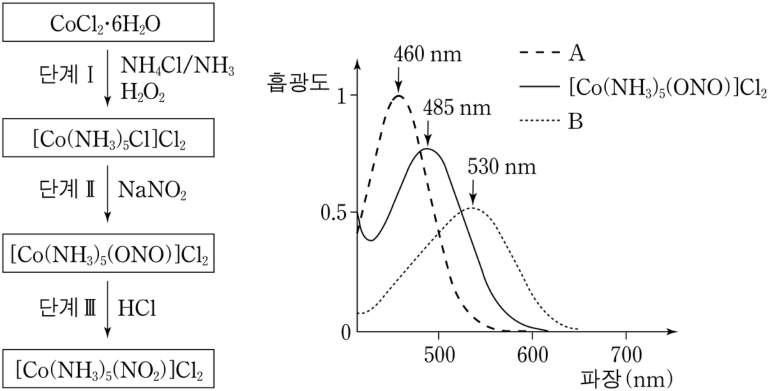 CoCl₂·6H₂O
단계 Ⅰ
NH₄Cl/NH₃
H₂O₂
[Co(NH₃)₅Cl]Cl₂
단계 Ⅱ
NaNO₂
[Co(NH₃)₅(ONO)]Cl₂
단계 Ⅲ
HCl
[Co(NH₃)₅(NO₂)]Cl₂
흡광도
1
0.5
0
460 nm
485 nm
530 nm
A
[Co(NH₃)₅(ONO)]Cl₂
B
500
600
700
파장(nm)